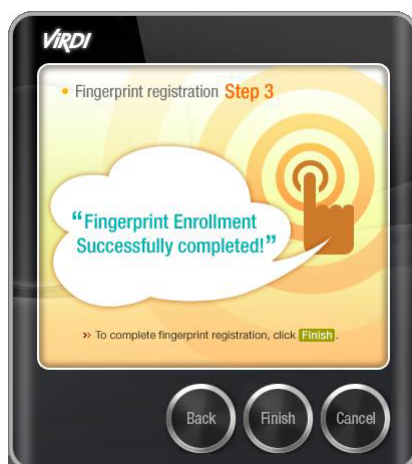 ViRDI
• Fingerprint registration Step 3
“Fingerprint Enrollment
Successfully completed!”
» To complete fingerprint registration, click Finish.
Back Finish Cancel